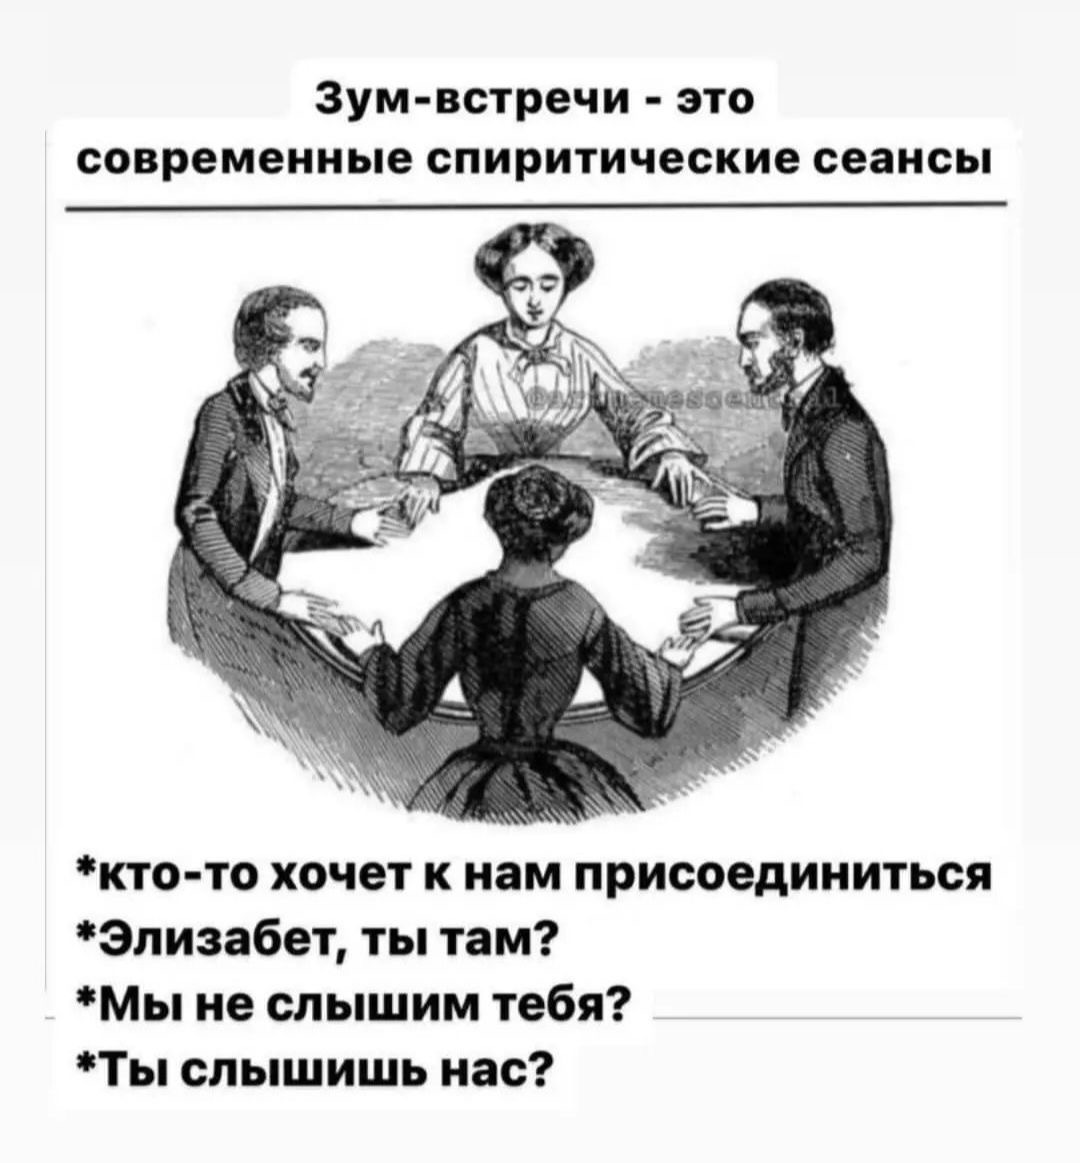 Зум-встречи - это
современные спиритические сеансы
*кто-то хочет к нам присоединиться
*Элизабет, ты там?
*Мы не слышим тебя?
*Ты слышишь нас?